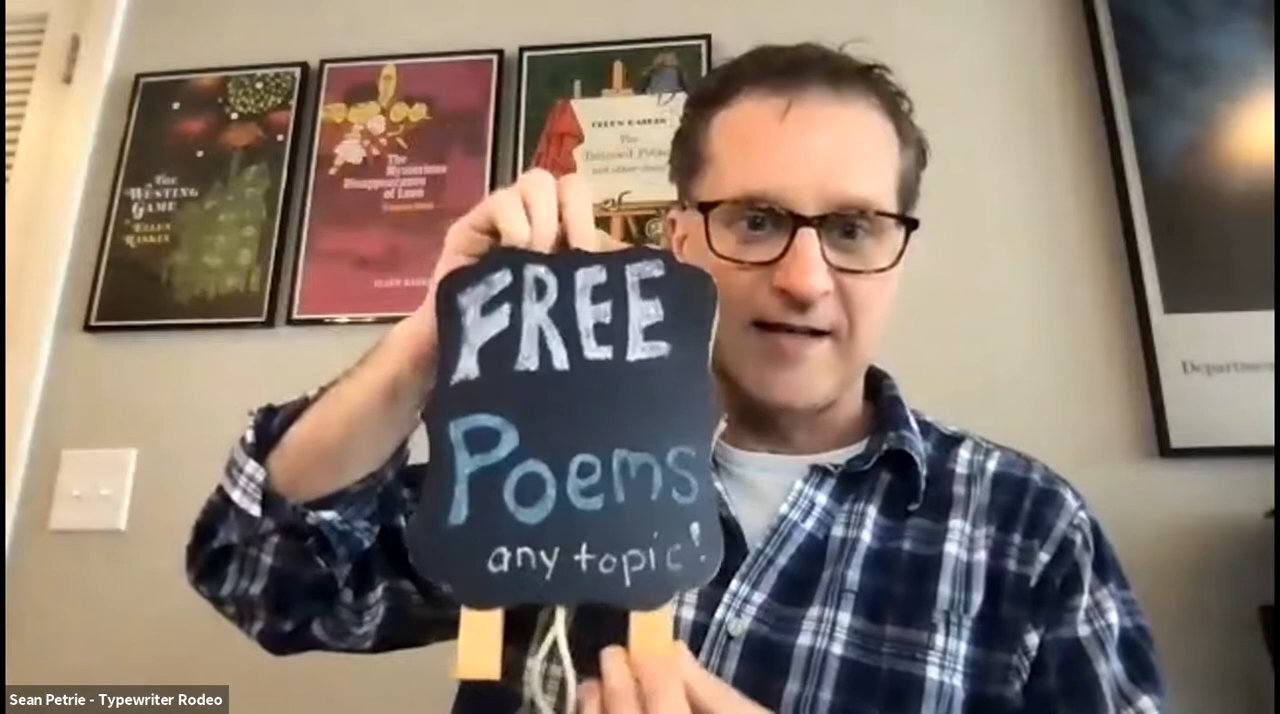 THE
WESTING
GAME
ELLEN
RASKIN
The
Mysterious
Disappearance
of Leon
ELLEN RASKIN
The
Tattooed Potato
and other clues
Departmen
FREE
Poems
any topic!
Sean Petrie - Typewriter Rodeo